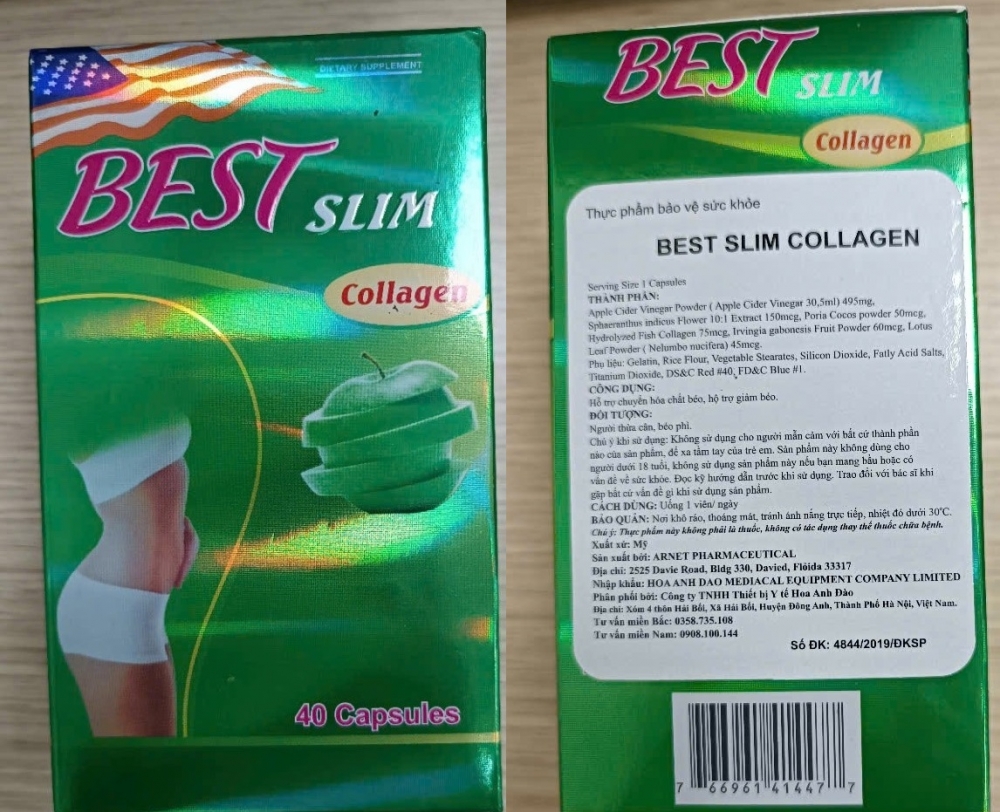 DIETARY SUPPLEMENT
BEST SLIM
Collagen
40 Capsules
BEST SLIM
Collagen
Thực phẩm bảo vệ sức khỏe
BEST SLIM COLLAGEN
Serving Size 1 Capsules
THÀNH PHẦN:
Apple Cider Vinegar Powder ( Apple Cider Vinegar 30,5ml) 495mg,
Sphaeranthus indicus Flower 10:1 Extract 150mcg, Poria Cocos powder 50mcg,
Hydrolyzed Fish Collagen 75mcg, Irvingia gabonesis Fruit Powder 60mcg, Lotus
Leaf Powder ( Nelumbo nucifera) 45mcg.
Phụ liệu: Gelatin, Rice Flour, Vegetable Stearates, Silicon Dioxide, Fatly Acid Salts,
Titanium Dioxide, DS&C Red #40, FD&C Blue #1.
CÔNG DỤNG:
Hỗ trợ chuyển hóa chất béo, hộ trợ giảm béo.
ĐỐI TƯỢNG:
Người thừa cân, béo phì.
Chú ý khi sử dụng: Không sử dụng cho người mẫn cảm với bất cứ thành phần
nào của sản phẩm, để xa tầm tay của trẻ em. Sản phẩm này không dùng cho
người dưới 18 tuổi, không sử dụng sản phẩm này nếu bạn mang bầu hoặc có
vấn đề về sức khỏe. Đọc kỹ hướng dẫn trước khi sử dụng. Trao đổi với bác sĩ khi
gặp bất cứ vấn đề gì khi sử dụng sản phẩm.
CÁCH DÙNG: Uống 1 viên/ ngày
BẢO QUẢN: Nơi khô ráo, thoáng mát, tránh ánh nắng trực tiếp, nhiệt độ dưới 30°C.
Chú ý: Thực phẩm này không phải là thuốc, không có tác dụng thay thế thuốc chữa bệnh.
Xuất xứ: Mỹ
Sản xuất bởi: ARNET PHARMACEUTICAL
Địa chỉ: 2525 Davie Road, Bldg 330, Davied, Flóida 33317
Nhập khẩu: HOA ANH DAO MEDIACAL EQUIPMENT COMPANY LIMITED
Phân phối bởi: Công ty TNHH Thiết bị Y tế Hoa Anh Đào
Địa chỉ: Xóm 4 thôn Hải Bối, Xã Hải Bối, Huyện Đông Anh, Thành Phố Hà Nội, Việt Nam.
Tư vấn miền Bắc: 0358.735.108
Tư vấn miền Nam: 0908.100.144
Số ĐK: 4844/2019/ĐKSP
7 66961 41447 7